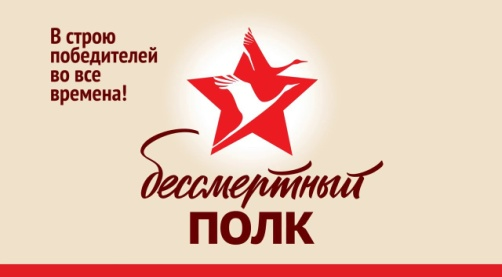 В строю
победителей
во все
времена!
бессмертный
ПОЛК